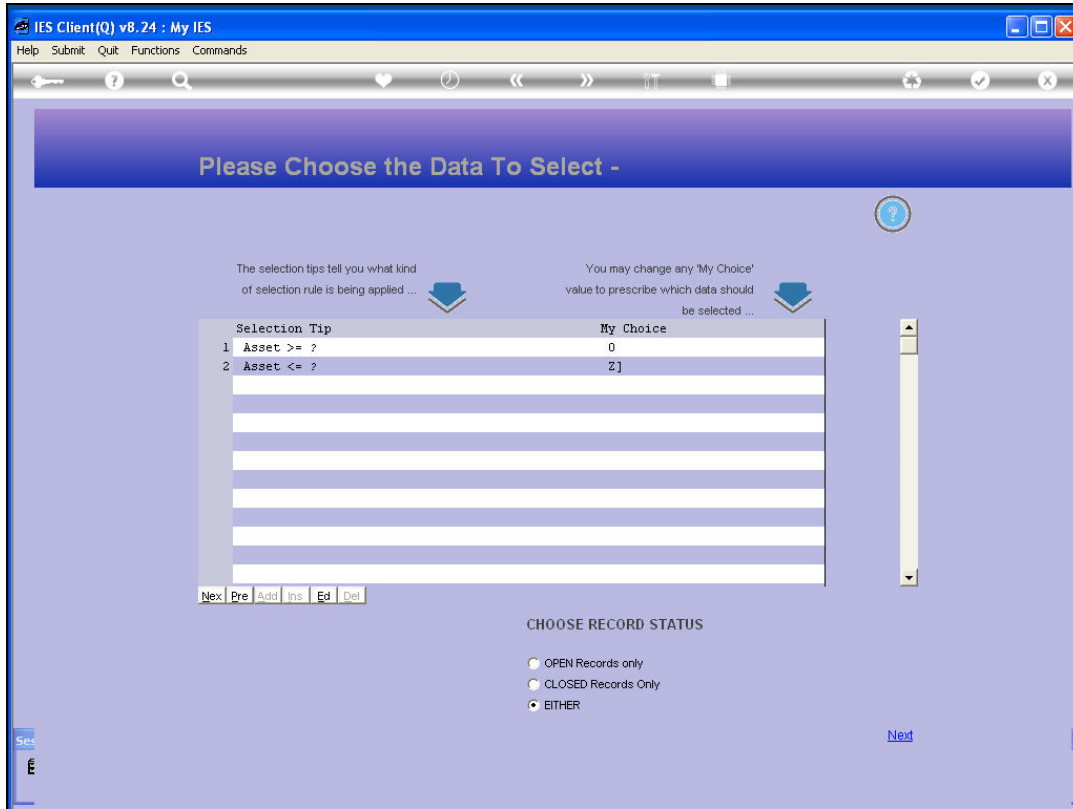 IES Client(Q) v8.24 : My IES
Help Submit Quit Functions Commands
Please Choose the Data To Select -
The selection tips tell you what kind
of selection rule is being applied ...
You may change any 'My Choice'
value to prescribe which data should
be selected ...
Selection Tip My Choice
1 Asset >= ? 0
2 Asset <= ? Z]
Nex Pre Add Ins Ed Del
CHOOSE RECORD STATUS
OPEN Records only
CLOSED Records Only
EITHER
Next
Ses